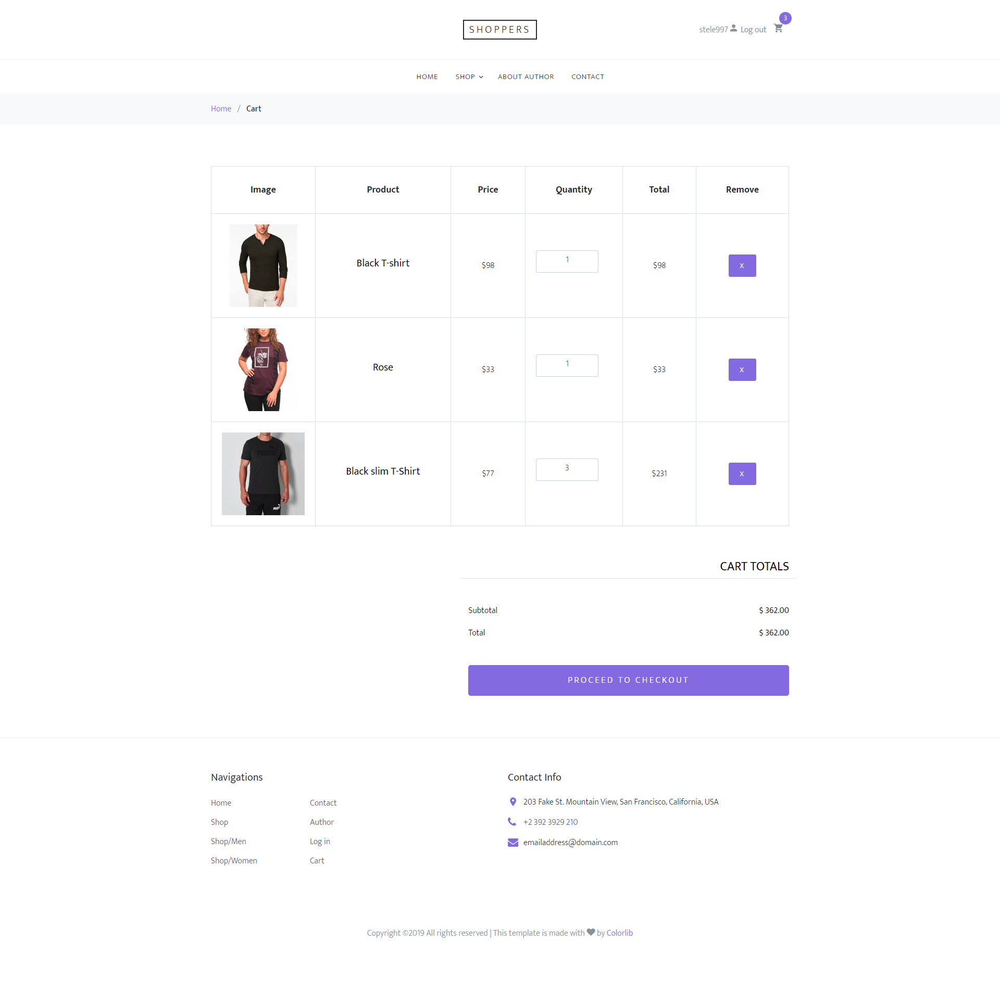 SHOPPERS
stele997 Log out
3
HOME SHOP ABOUT AUTHOR CONTACT
Home / Cart
Image Product Price Quantity Total Remove
Black T-shirt $98 1 $98 X
Rose $33 1 $33 X
PUMA
PUMA
Black slim T-Shirt $77 3 $231 X
CART TOTALS
Subtotal $ 362.00
Total $ 362.00
PROCEED TO CHECKOUT
Navigations
Home Contact
Shop Author
Shop/Men Log in
Shop/Women Cart
Contact Info
203 Fake St. Mountain View, San Francisco, California, USA
+2 392 3929 210
emailaddress@domain.com
Copyright ©2019 All rights reserved | This template is made with by Colorlib